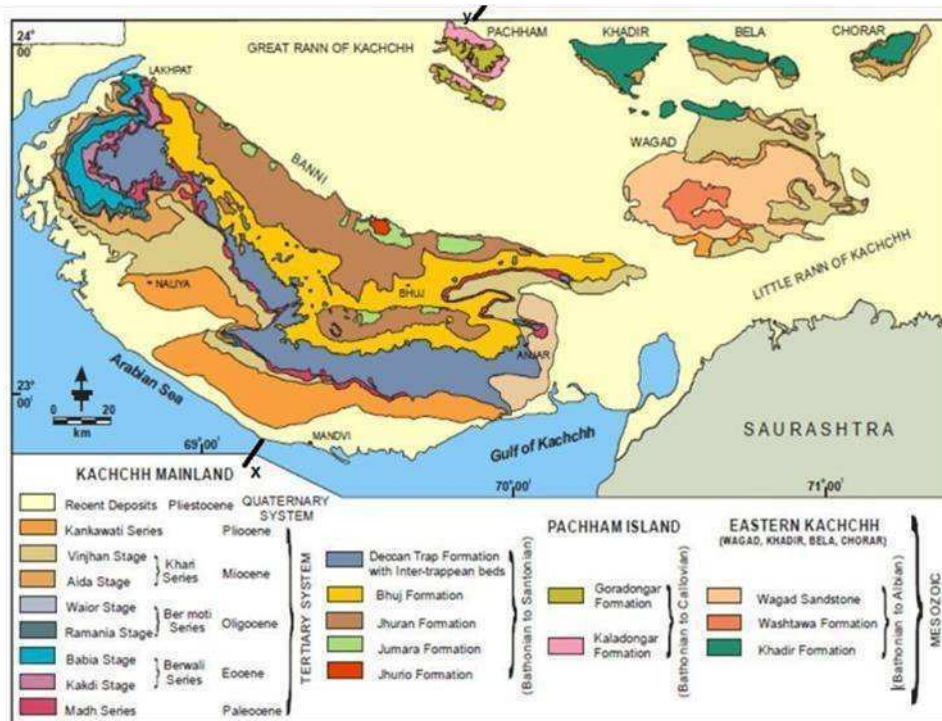 y
24°
00'
GREAT RANN OF KACHCHH
PACHHAM
KHADIR
BELA
CHORAR
LAKHPAT
WAGAD
BANNI
LITTLE RANN OF KACHCHH
NALIYA
BHUJ
ANJAR
Arabian Sea
23°
00'
0 20
km
69°00'
MANDVI
x
Gulf of Kachchh
SAURASHTRA
70°00'
71°00'
KACHCHH MAINLAND
Recent Deposits Pliestocene QUATERNARY SYSTEM
Kankawati Series Pliocene
Vinjhan Stage
Aida Stage
Khari Series
Miocene
Waior Stage
Ramania Stage
Ber moti Series
Oligocene
Babia Stage
Kakdi Stage
Berwali Series
Eocene
Madh Series Paleocene
TERTIARY SYSTEM
Deccan Trap Formation
with Inter-trappean beds
Bhuj Formation
Jhuran Formation
Jumara Formation
Jhurio Formation
(Bathonian to Santonian)
PACHHAM ISLAND
Goradongar
Formation
Kaladongar
Formation
(Bathonian to Callovian)
EASTERN KACHCHH
(WAGAD, KHADIR, BELA, CHORAR)
Wagad Sandstone
Washtawa Formation
Khadir Formation
(Bathonian to Albian)
MESOZOIC